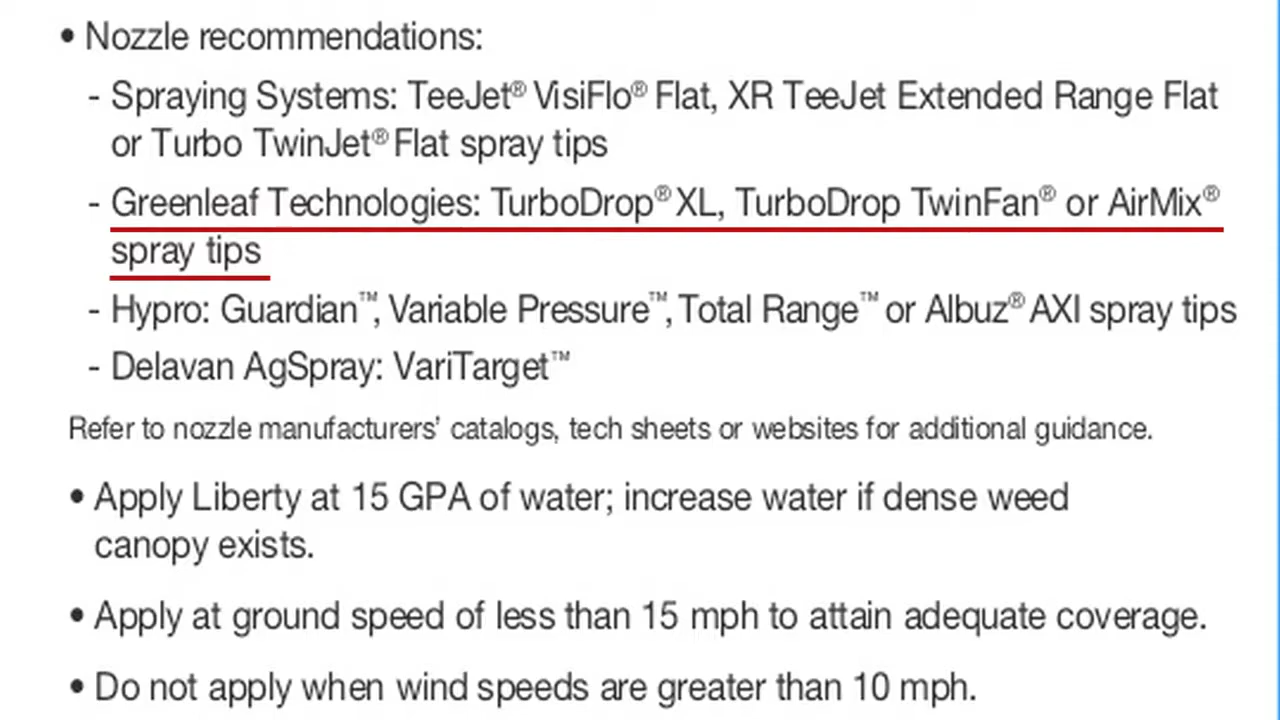 • Nozzle recommendations:
- Spraying Systems: TeeJet® VisiFlo® Flat, XR TeeJet Extended Range Flat
or Turbo TwinJet® Flat spray tips
- Greenleaf Technologies: TurboDrop® XL, TurboDrop TwinFan® or AirMix®
spray tips
- Hypro: Guardian™, Variable Pressure™, Total Range™ or Albuz® AXI spray tips
- Delavan AgSpray: VariTarget™
Refer to nozzle manufacturers' catalogs, tech sheets or websites for additional guidance.
• Apply Liberty at 15 GPA of water; increase water if dense weed
canopy exists.
• Apply at ground speed of less than 15 mph to attain adequate coverage.
• Do not apply when wind speeds are greater than 10 mph.